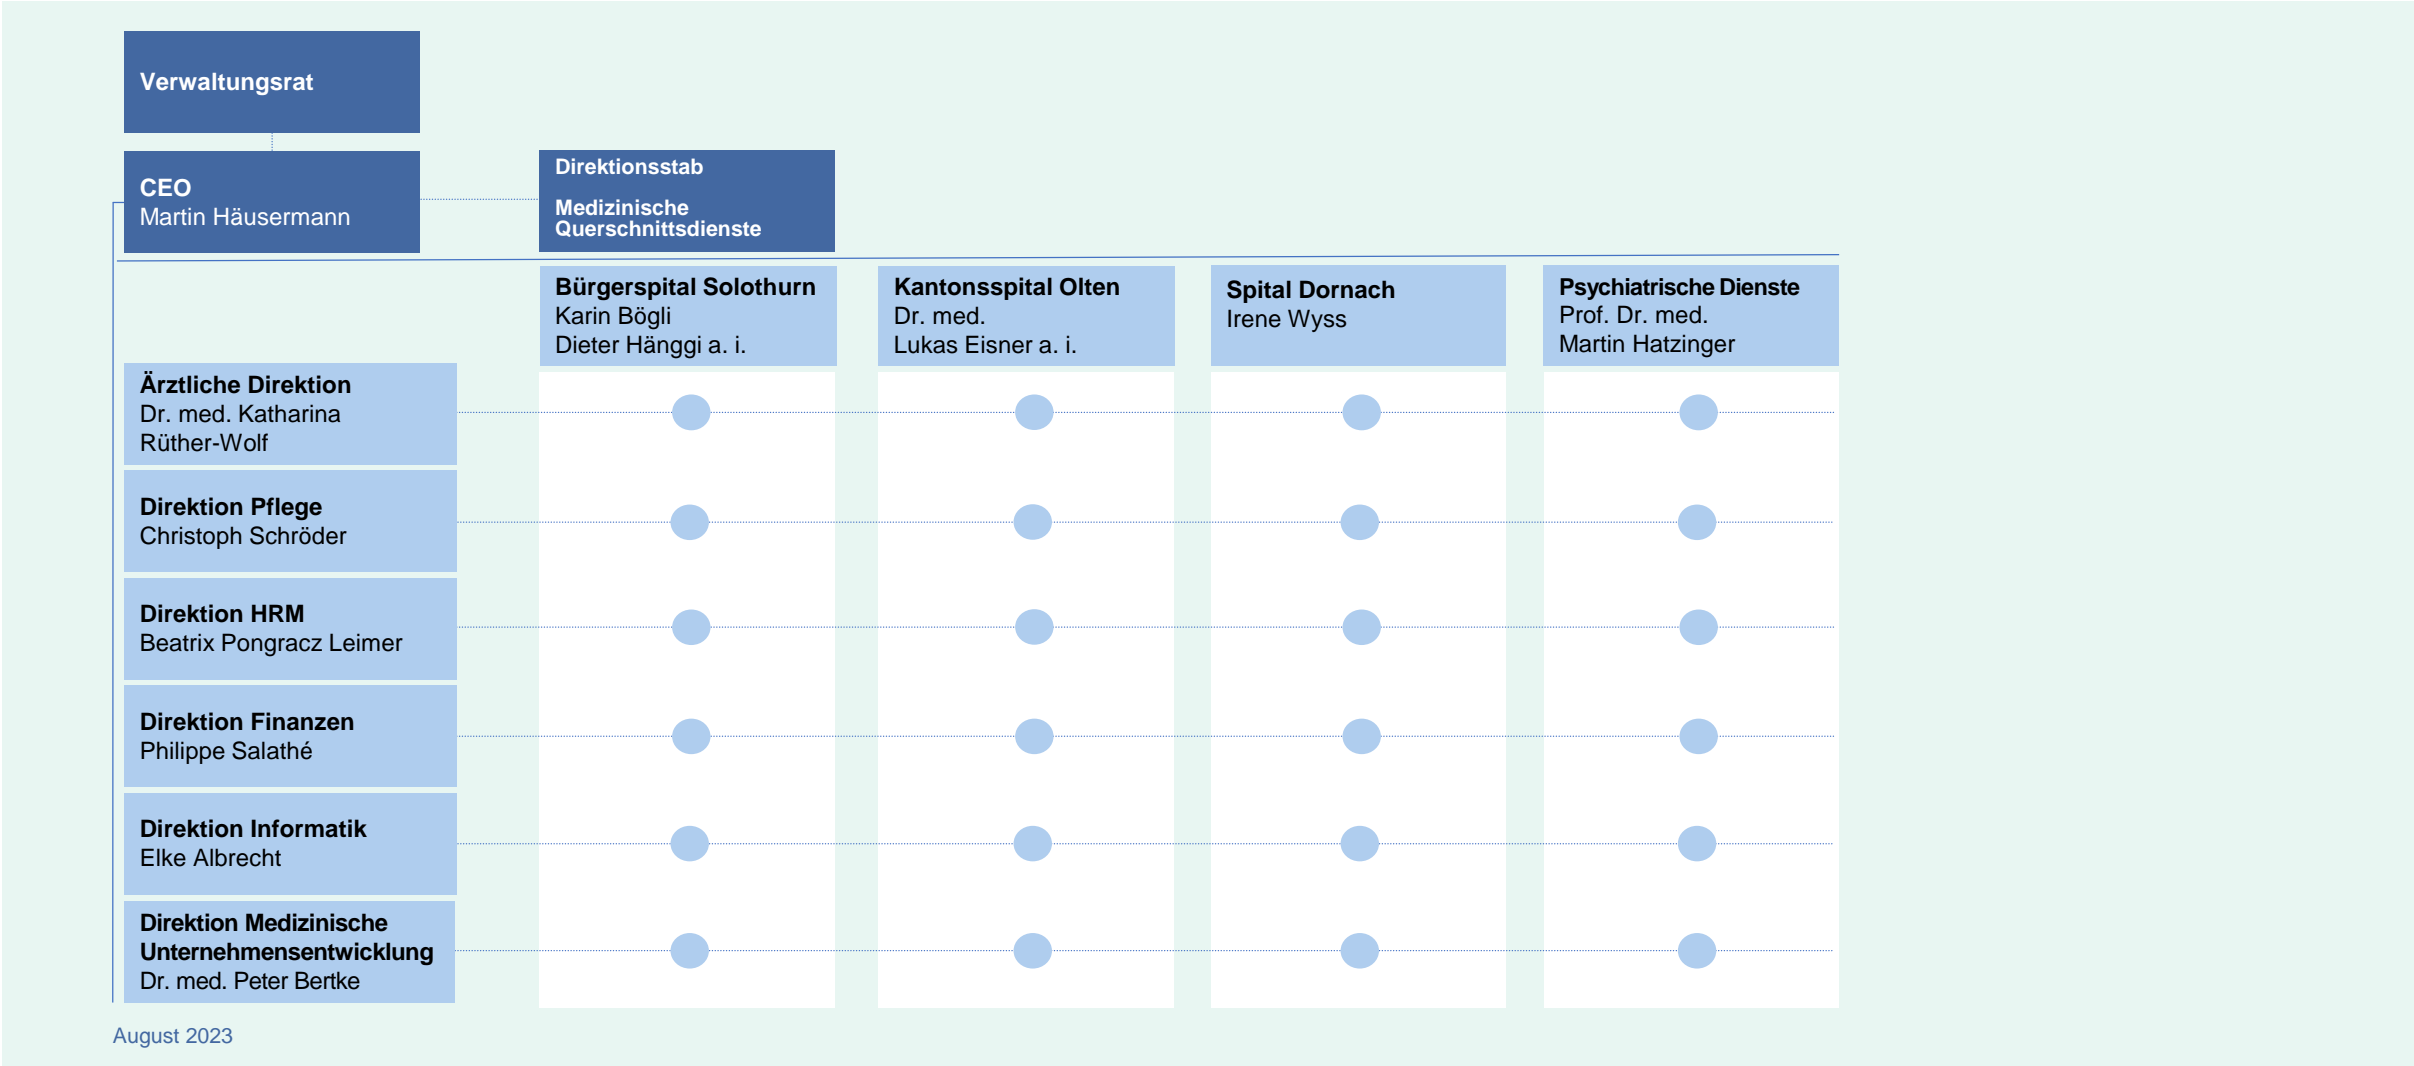 Verwaltungsrat
CEO
Martin Häusermann
Direktionsstab
Medizinische
Querschnittsdienste
Bürgerspital Solothurn
Karin Bögli
Dieter Hänggi a. i.
Kantonsspital Olten
Dr. med.
Lukas Eisner a. i.
Spital Dornach
Irene Wyss
Psychiatrische Dienste
Prof. Dr. med.
Martin Hatzinger
Ärztliche Direktion
Dr. med. Katharina
Rüther-Wolf
Direktion Pflege
Christoph Schröder
Direktion HRM
Beatrix Pongracz Leimer
Direktion Finanzen
Philippe Salathé
Direktion Informatik
Elke Albrecht
Direktion Medizinische
Unternehmensentwicklung
Dr. med. Peter Bertke
August 2023